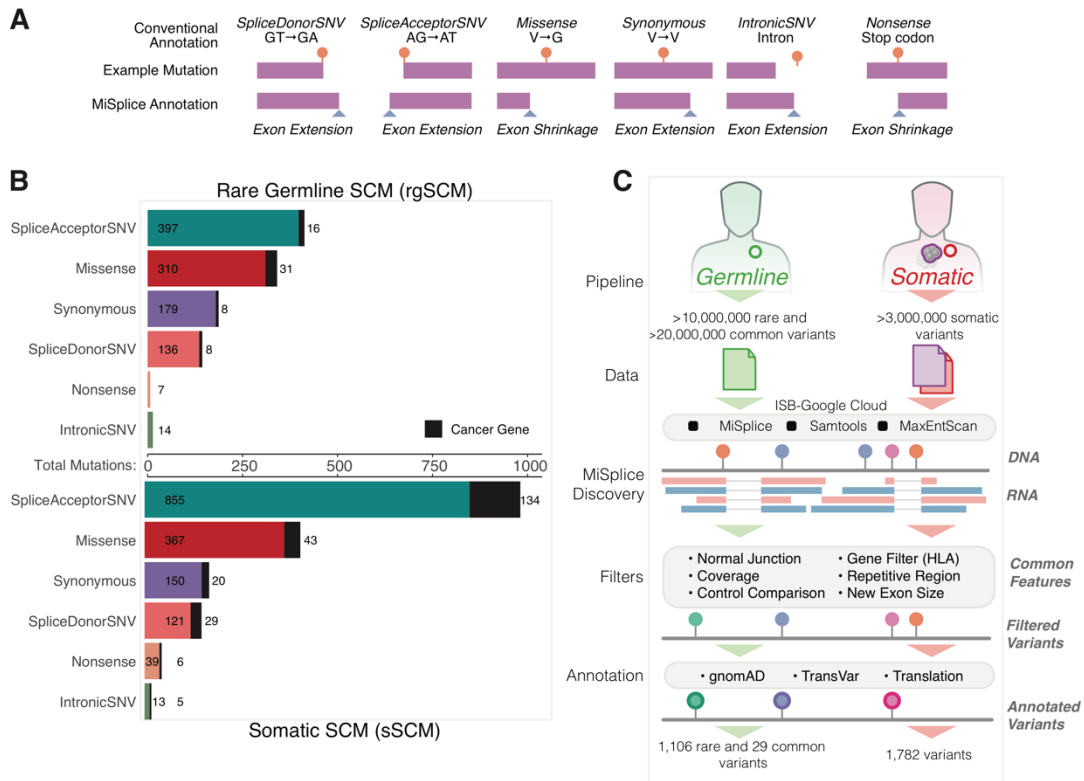 A
Conventional
Annotation
SpliceDonorSNV
GT→GA
SpliceAcceptorSNV
AG→AT
Missense
V→G
Synonymous
V→V
IntronicSNV
Intron
Nonsense
Stop codon
Example Mutation
MiSplice Annotation
Exon Extension
Exon Extension
Exon Shrinkage
Exon Extension
Exon Extension
Exon Shrinkage
B
Rare Germline SCM (rgSCM)
SpliceAcceptorSNV 397 16
Missense 310 31
Synonymous 179 8
SpliceDonorSNV 136 8
Nonsense 7
IntronicSNV 14
Cancer Gene
Total Mutations: 0 250 500 750 1000
SpliceAcceptorSNV 855 134
Missense 367 43
Synonymous 150 20
SpliceDonorSNV 121 29
Nonsense 39 6
IntronicSNV 13 5
Somatic SCM (sSCM)
C
Pipeline
Germline
Somatic
>10,000,000 rare and
>20,000,000 common variants
>3,000,000 somatic
variants
Data
ISB-Google Cloud
MiSplice Samtools MaxEntScan
MiSplice
Discovery
DNA
RNA
Filters
• Normal Junction
• Coverage
• Control Comparison
• Gene Filter (HLA)
• Repetitive Region
• New Exon Size
Common
Features
Filtered
Variants
Annotation
• gnomAD • TransVar • Translation
Annotated
Variants
1,106 rare and 29 common
variants
1,782 variants